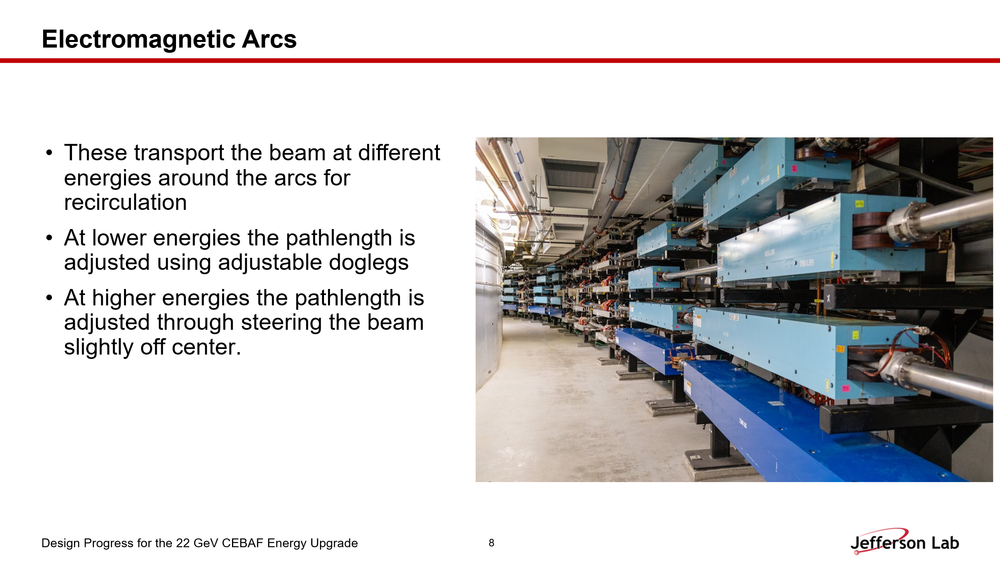 Electromagnetic Arcs
• These transport the beam at different
energies around the arcs for
recirculation
• At lower energies the pathlength is
adjusted using adjustable doglegs
• At higher energies the pathlength is
adjusted through steering the beam
slightly off center.
290 LBS
Design Progress for the 22 GeV CEBAF Energy Upgrade
8
Jefferson Lab